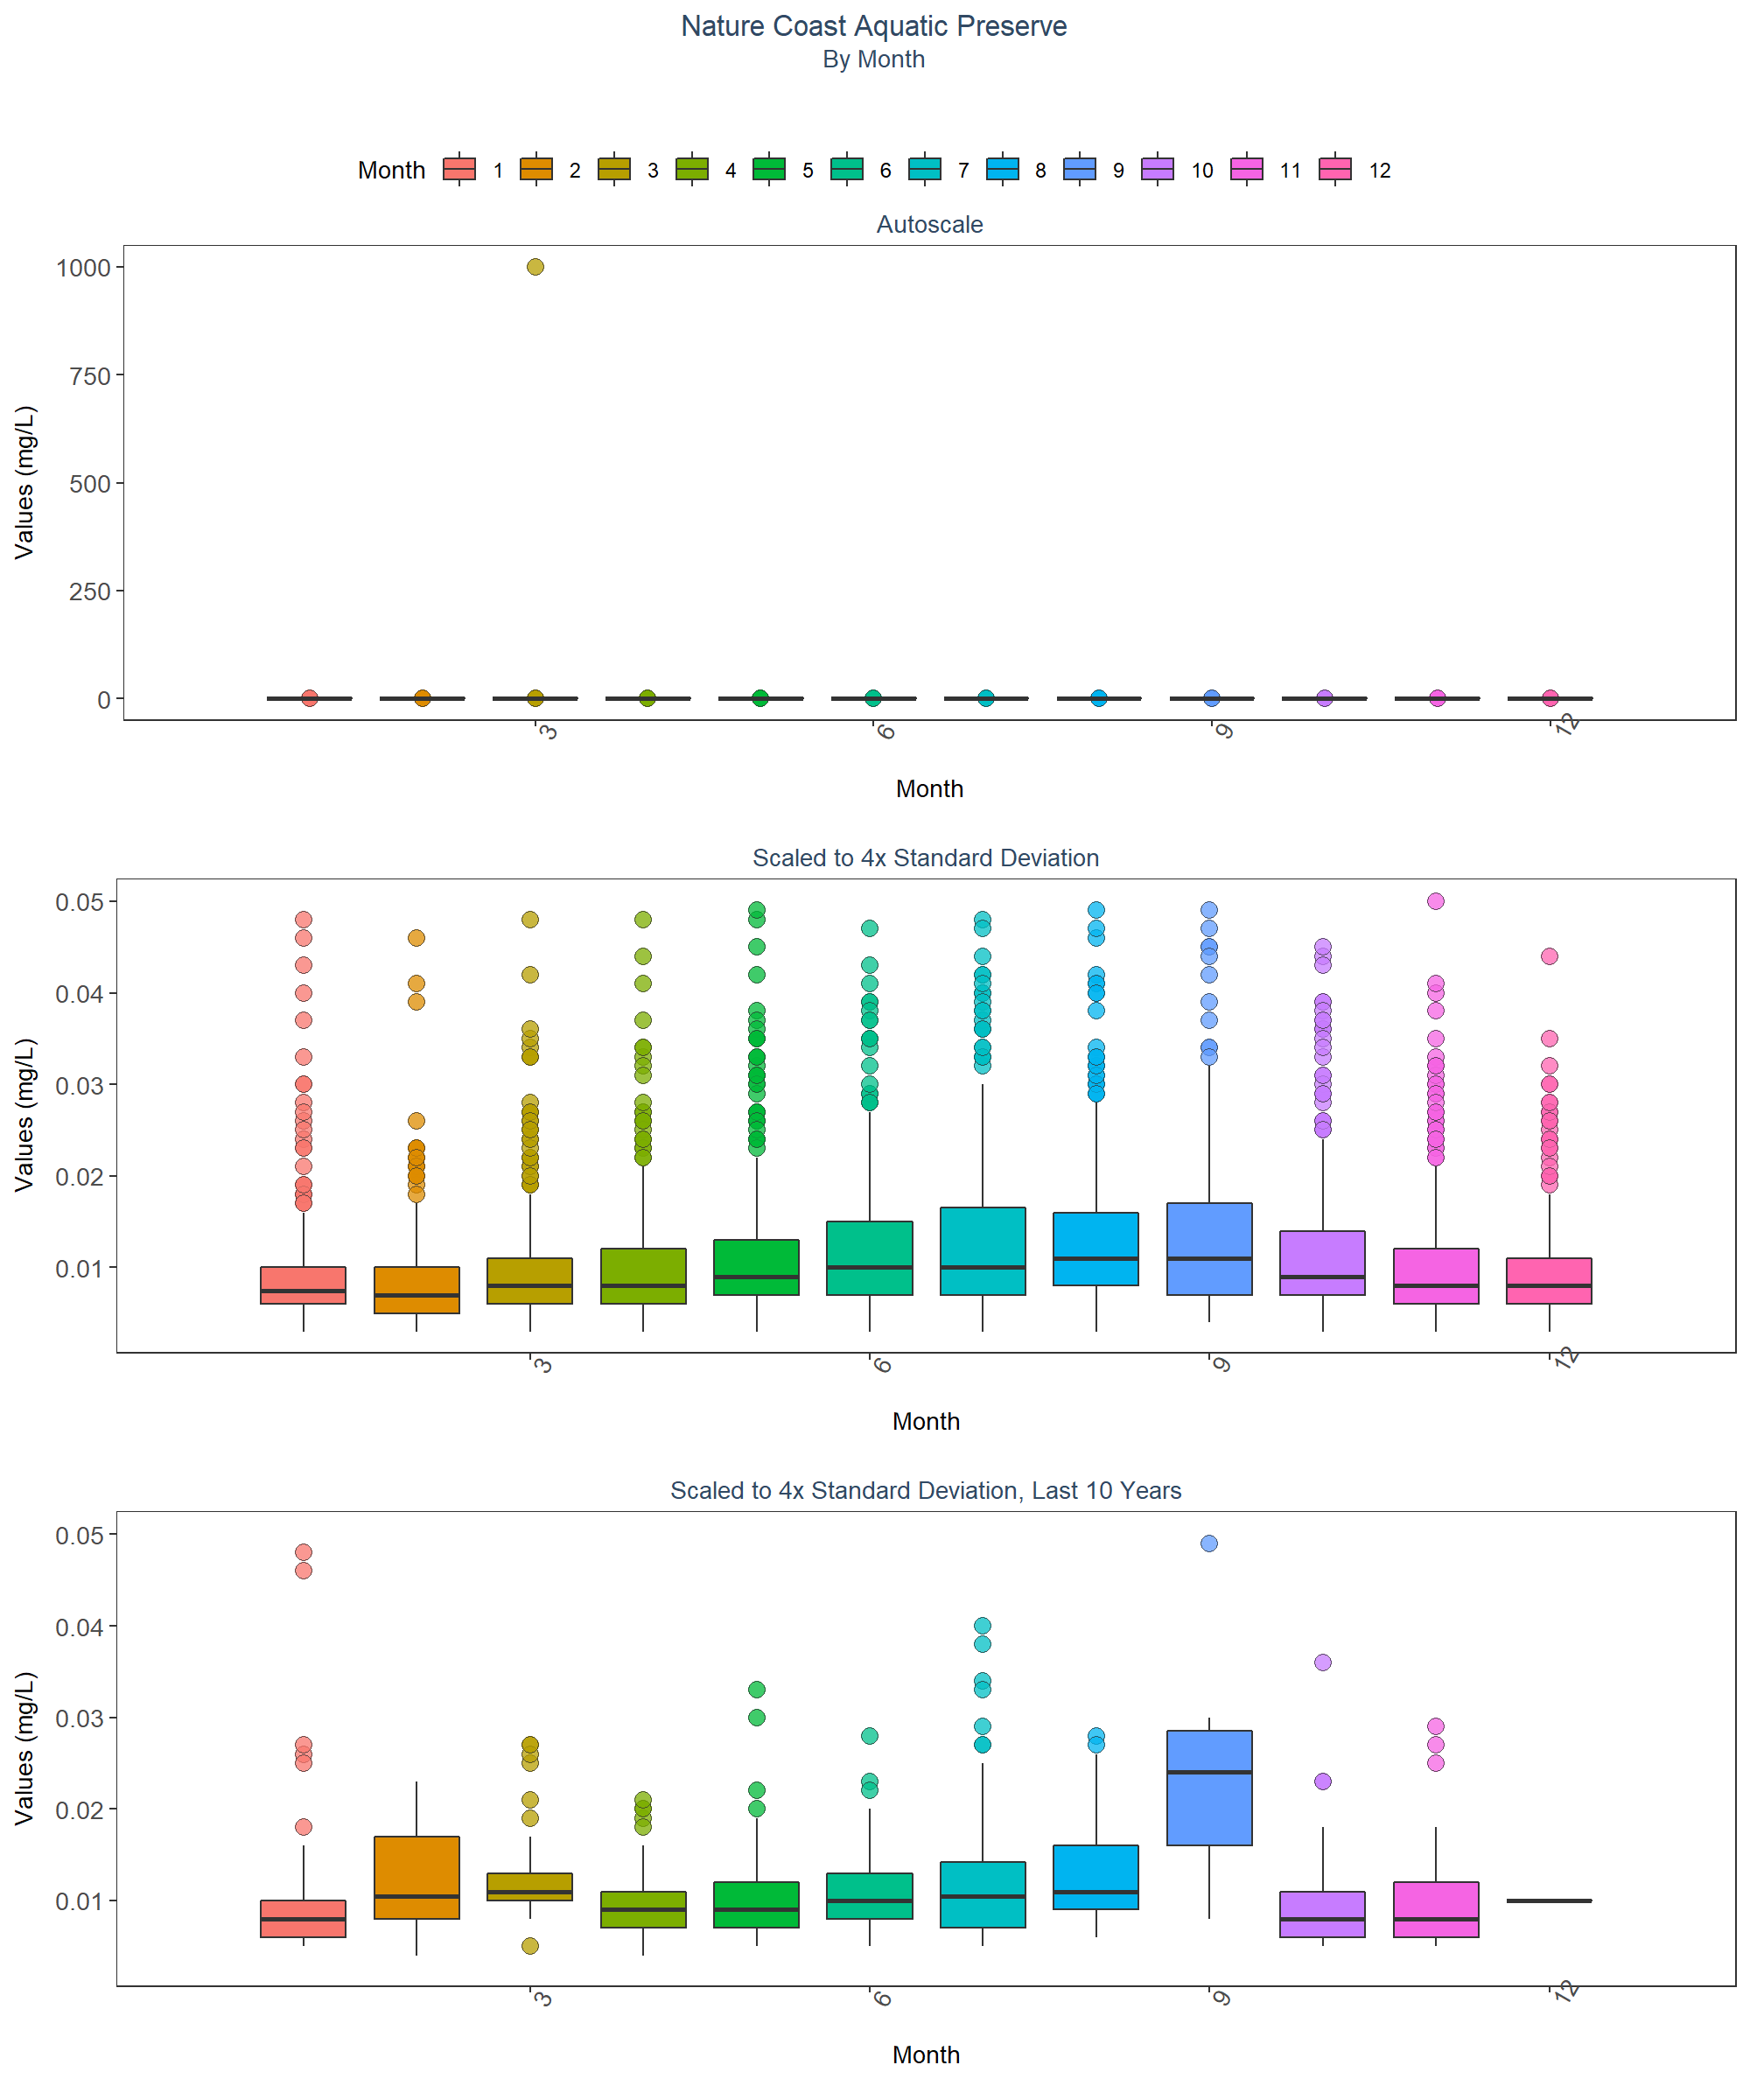 Nature Coast Aquatic Preserve
By Month
Month 1 2 3 4 5 6 7 8 9 10 11 12
Autoscale
1000
750
500
250
0
Values (mg/L)
3 6 9 12
Month
Scaled to 4x Standard Deviation
0.05
0.04
0.03
0.02
0.01
Values (mg/L)
3 6 9 12
Month
Scaled to 4x Standard Deviation, Last 10 Years
0.05
0.04
0.03
0.02
0.01
Values (mg/L)
3 6 9 12
Month